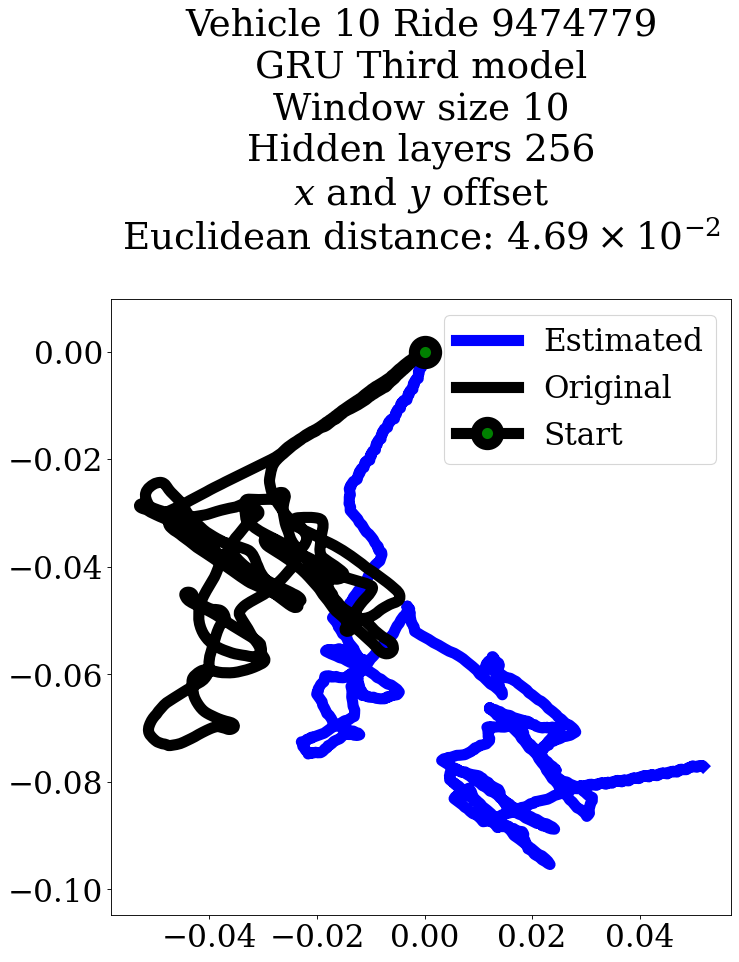 Vehicle 10 Ride 9474779
GRU Third model
Window size 10
Hidden layers 256
x and y offset
Euclidean distance: 4.69 × 10⁻²
Estimated
Original
Start
0.00
−0.02
−0.04
−0.06
−0.08
−0.10
−0.04 −0.02 0.00 0.02 0.04